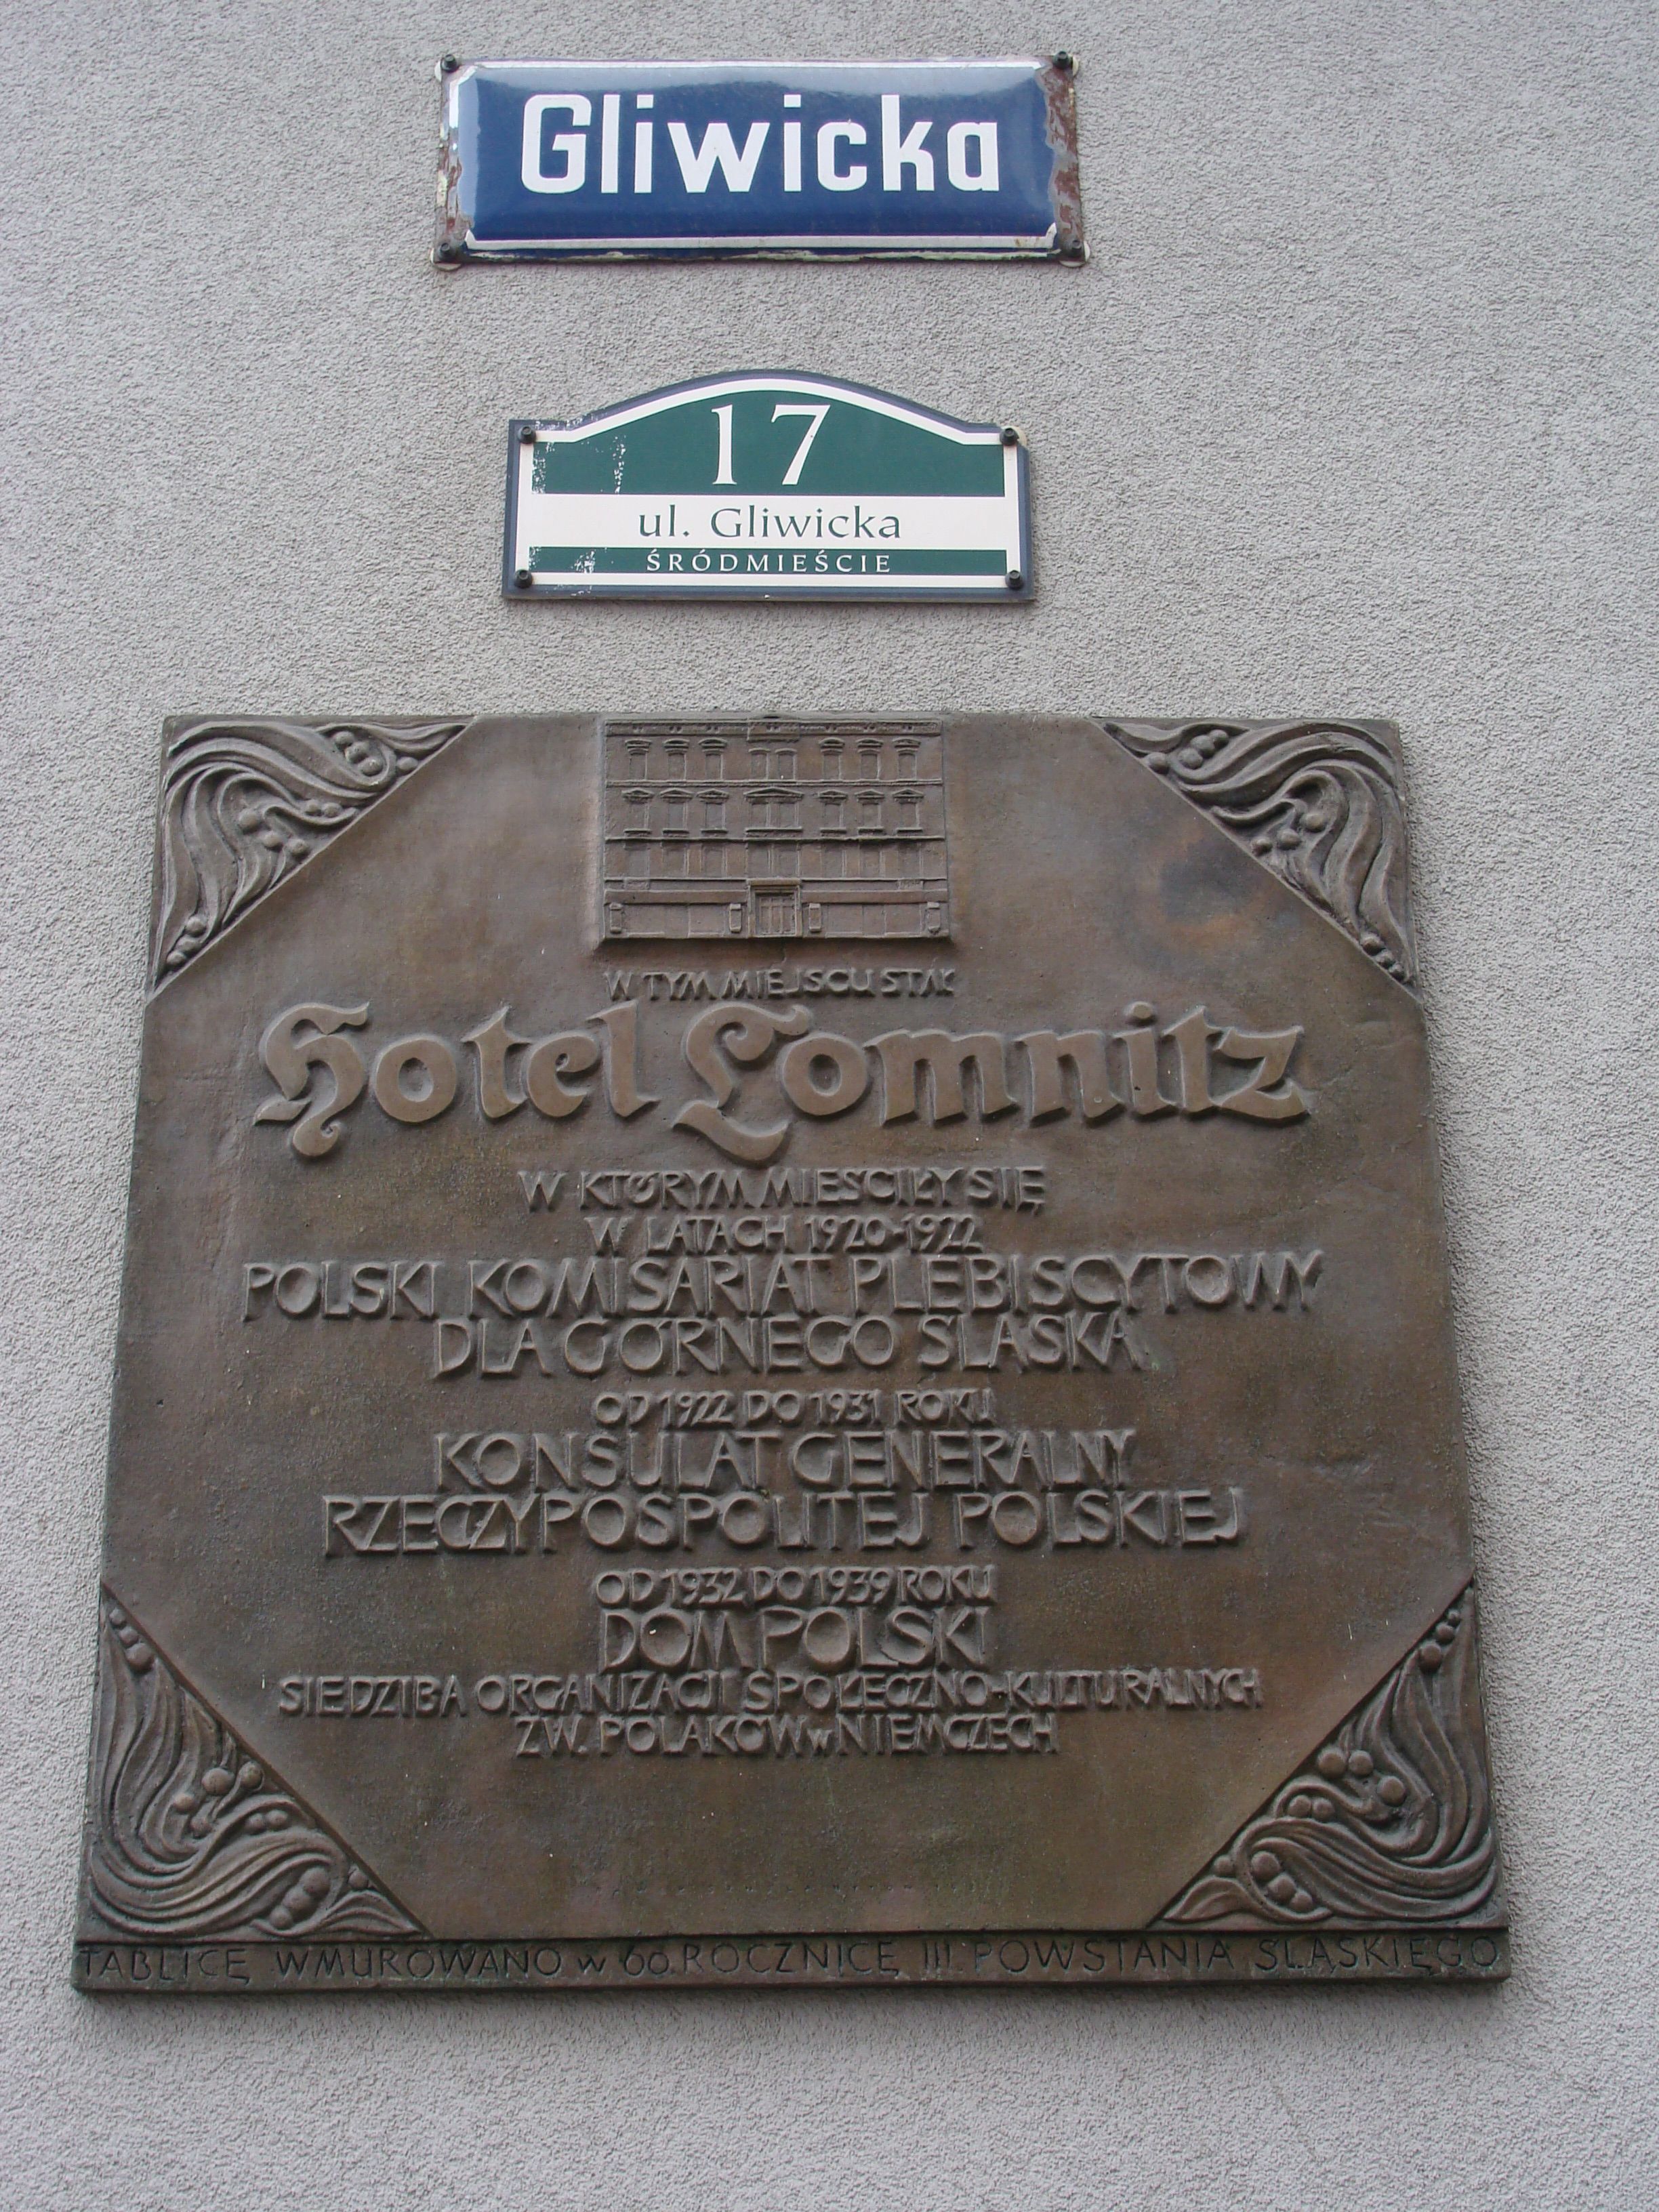 Gliwicka
17
ul. Gliwicka
ŚRÓDMIEŚCIE
W TYM MIEJSCU STAŁ
Hotel Lomnitz
W KTÓRYM MIEŚCIŁY SIĘ
W LATACH 1920-1922
POLSKI KOMISARIAT PLEBISCYTOWY
DLA GÓRNEGO ŚLĄSKA
OD 1922 DO 1931 ROKU
KONSULAT GENERALNY
RZECZYPOSPOLITEJ POLSKIEJ
OD 1932 DO 1939 ROKU
DOM POLSKI
SIEDZIBA ORGANIZACJI SPOŁECZNO-KULTURALNYCH
ZW. POLAKÓW w NIEMCZECH
TABLICĘ WMUROWANO w 60. ROCZNICĘ III. POWSTANIA ŚLĄSKIEGO